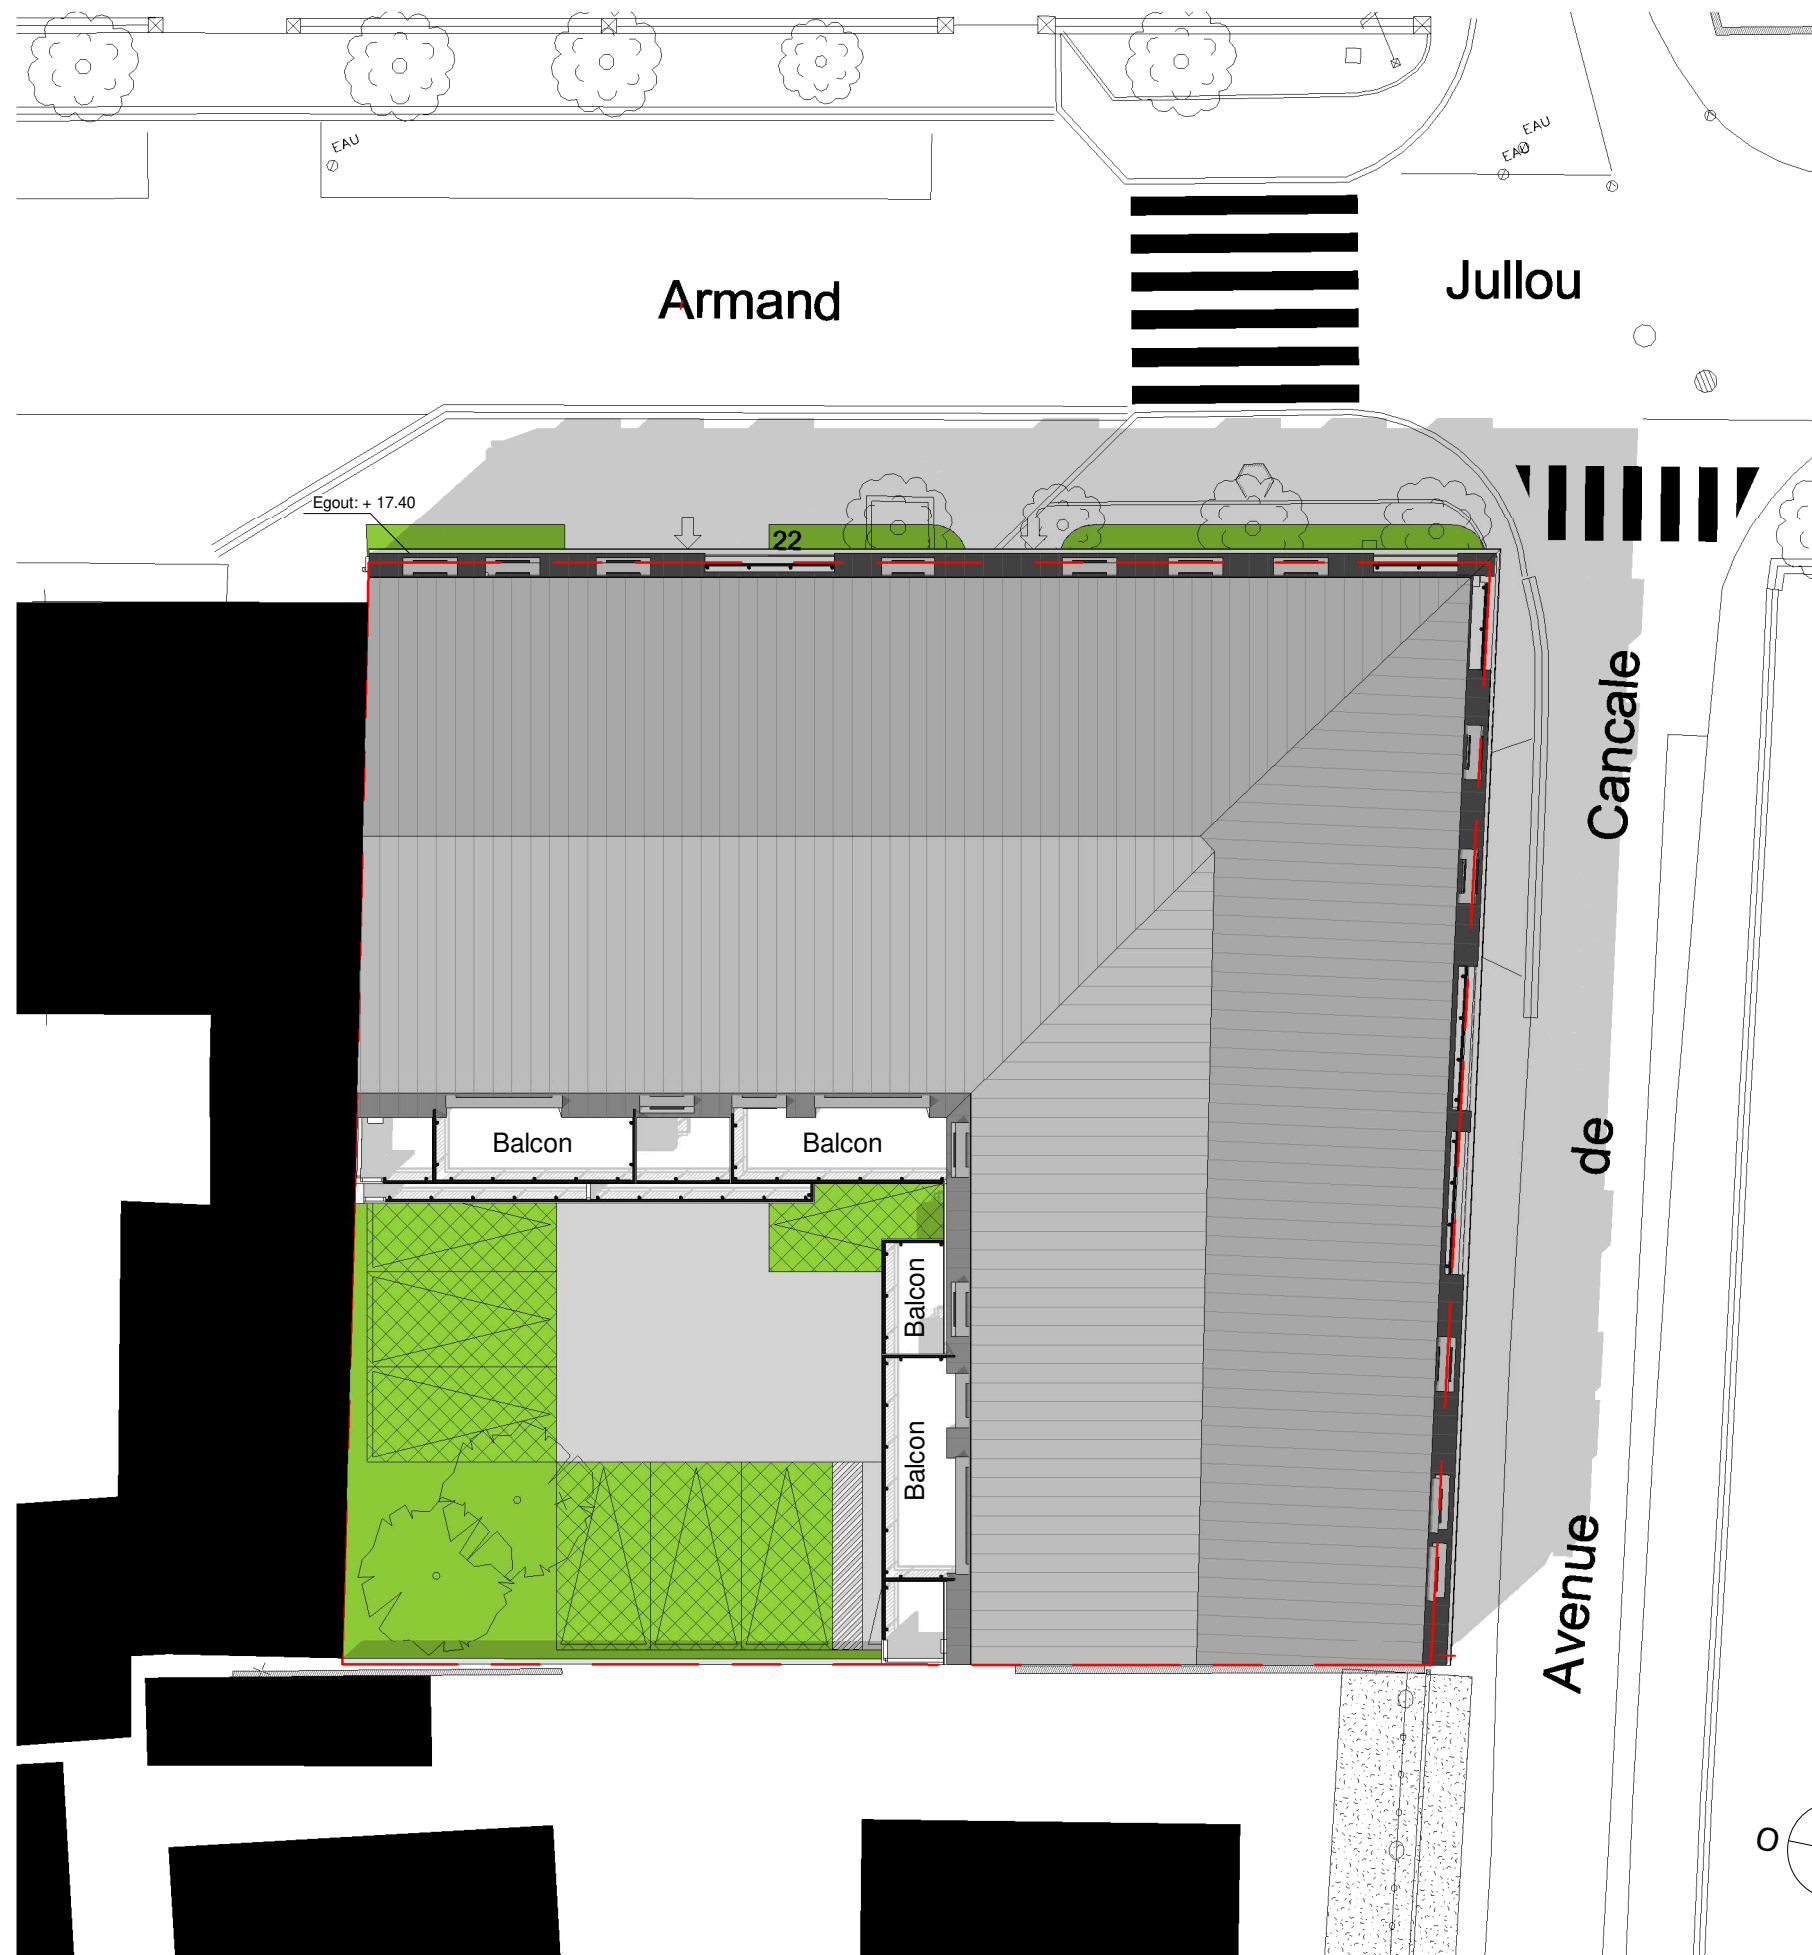 EAU
EAU
EAU
Armand
Jullou
Egout: + 17.40
22
Cancale
de
Avenue
Balcon
Balcon
Balcon
Balcon
O